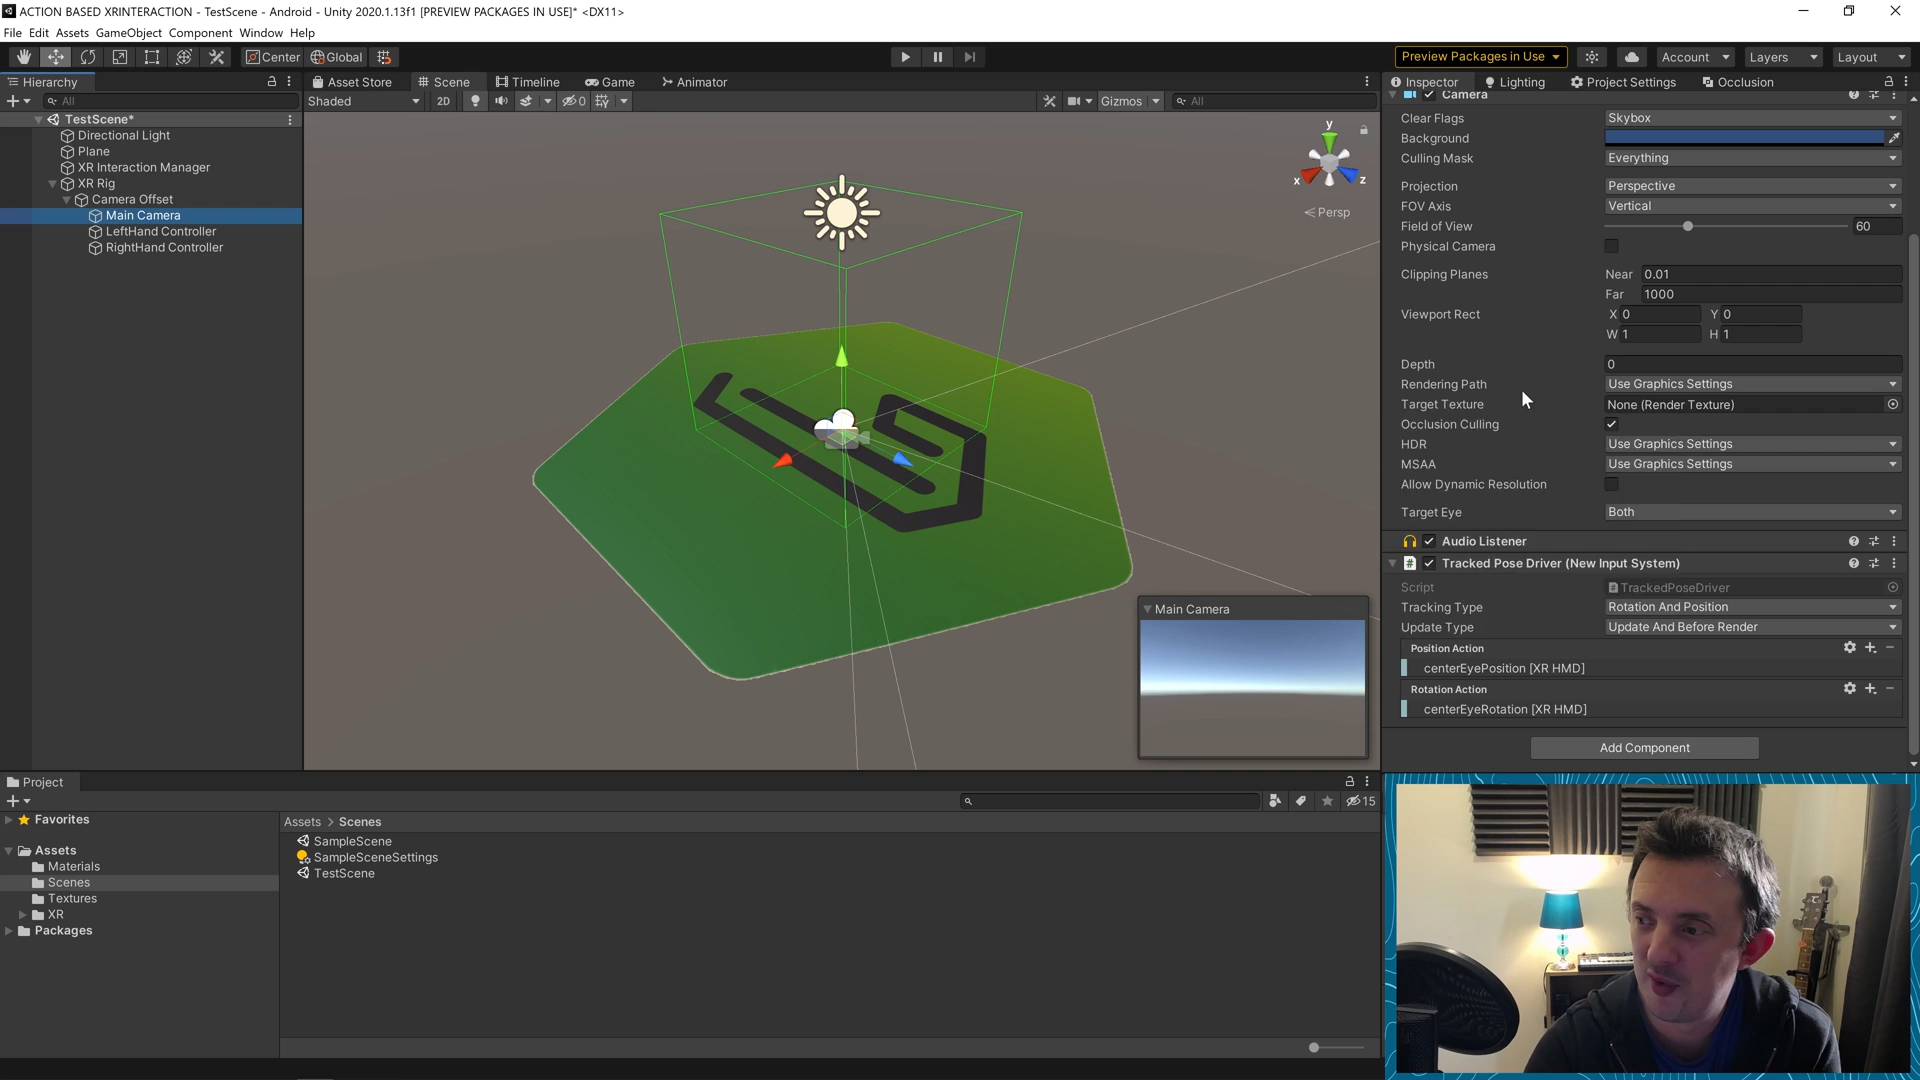 ACTION BASED XRINTERACTION - TestScene - Android - Unity 2020.1.13f1 [PREVIEW PACKAGES IN USE]* <DX11>
File Edit Assets GameObject Component Window Help
Center Global Preview Packages in Use Account Layers Layout
Hierarchy
All
TestScene*
Directional Light
Plane
XR Interaction Manager
XR Rig
Camera Offset
Main Camera
LeftHand Controller
RightHand Controller
Asset Store Scene Timeline Game Animator
Shaded 2D 0 Gizmos All
y
x z
Persp
Main Camera
Inspector Lighting Project Settings Occlusion
Camera
Clear Flags Skybox
Background
Culling Mask Everything
Projection Perspective
FOV Axis Vertical
Field of View 60
Physical Camera
Clipping Planes Near 0.01
Far 1000
Viewport Rect X 0 Y 0
W 1 H 1
Depth 0
Rendering Path Use Graphics Settings
Target Texture None (Render Texture)
Occlusion Culling
HDR Use Graphics Settings
MSAA Use Graphics Settings
Allow Dynamic Resolution
Target Eye Both
Audio Listener
Tracked Pose Driver (New Input System)
Script TrackedPoseDriver
Tracking Type Rotation And Position
Update Type Update And Before Render
Position Action
centerEyePosition [XR HMD]
Rotation Action
centerEyeRotation [XR HMD]
Add Component
Project
15
Favorites
Assets
Materials
Scenes
Textures
XR
Packages
Assets > Scenes
SampleScene
SampleSceneSettings
TestScene